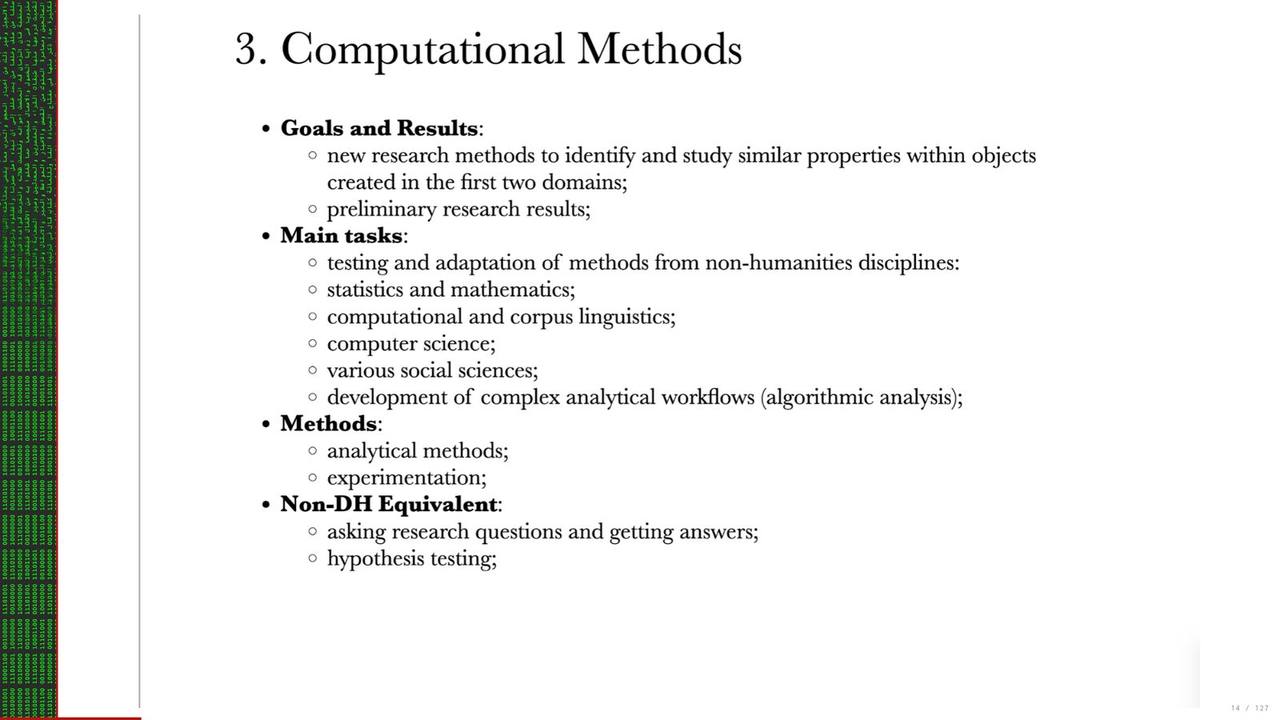 3. Computational Methods
• Goals and Results:
○ new research methods to identify and study similar properties within objects
created in the first two domains;
○ preliminary research results;
• Main tasks:
○ testing and adaptation of methods from non-humanities disciplines:
○ statistics and mathematics;
○ computational and corpus linguistics;
○ computer science;
○ various social sciences;
○ development of complex analytical workflows (algorithmic analysis);
• Methods:
○ analytical methods;
○ experimentation;
• Non-DH Equivalent:
○ asking research questions and getting answers;
○ hypothesis testing;
14 / 127